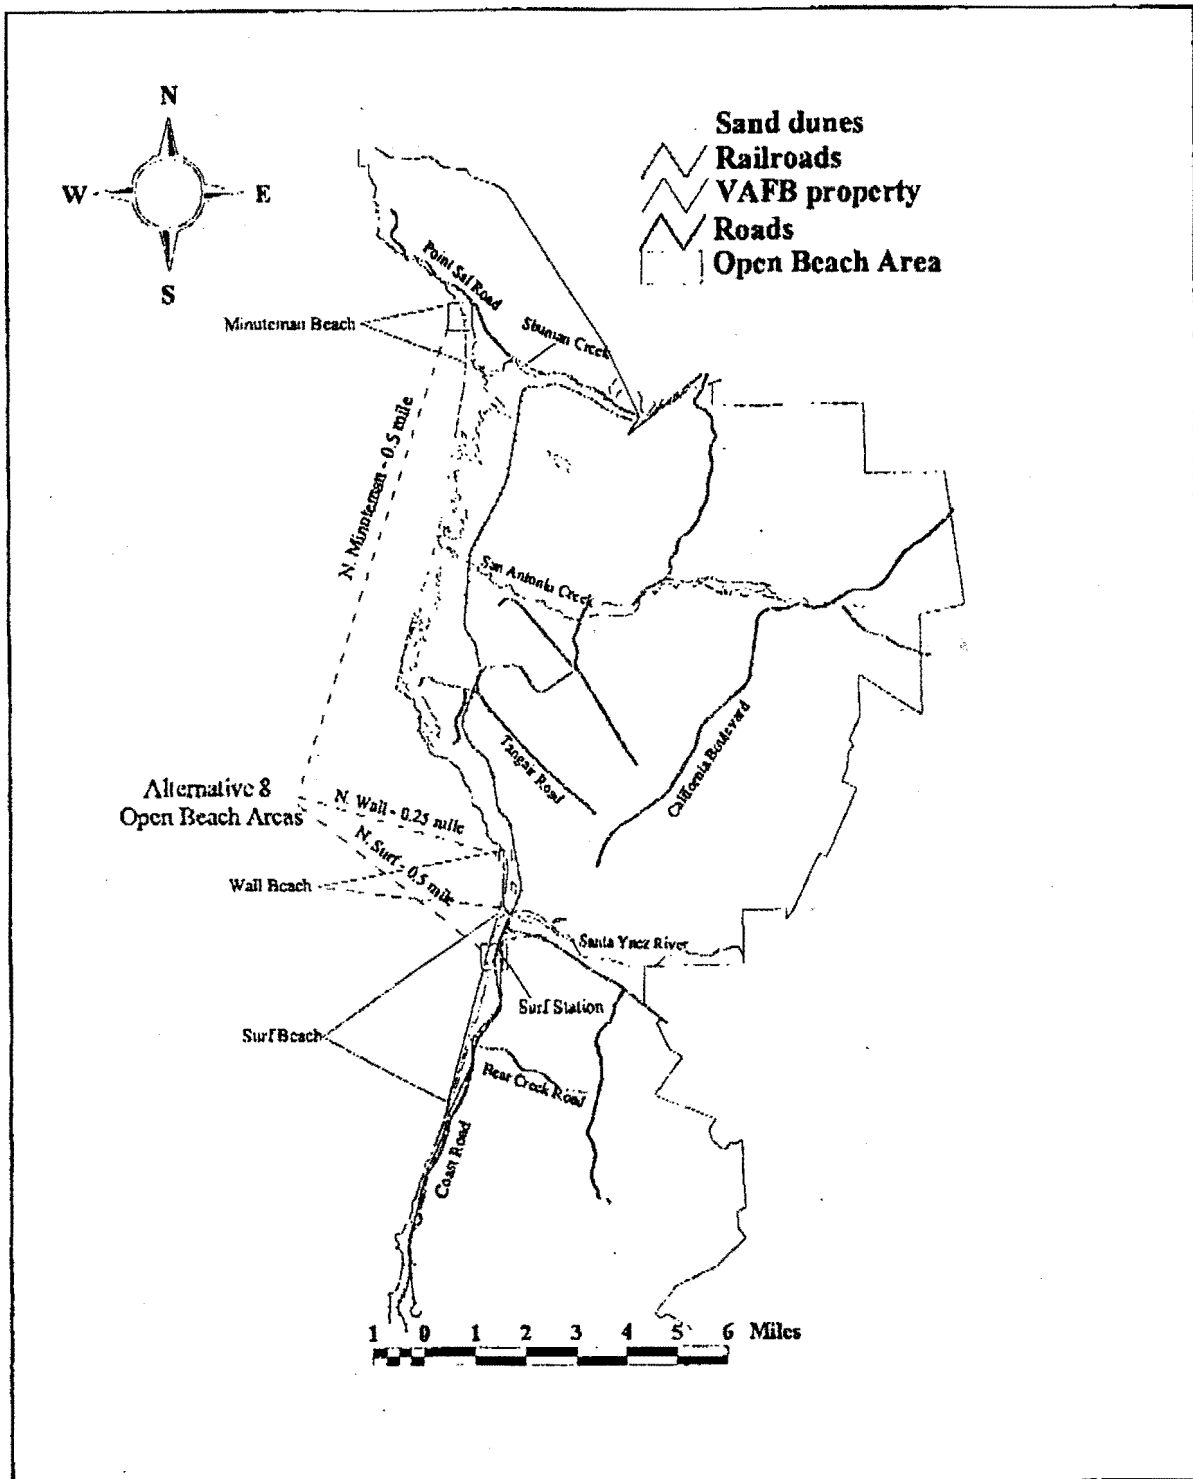 N
W E
S
Sand dunes
Railroads
VAFB property
Roads
Open Beach Area
Point Sal Road
Minuteman Beach
Shuman Creek
N. Minuteman - 0.5 mile
San Antonio Creek
Tangair Road
California Boulevard
Alternative 8
Open Beach Areas
N. Wall - 0.25 mile
N. Surf - 0.5 mile
Wall Beach
Santa Ynez River
Surf Station
Surf Beach
Bear Creek Road
Coast Road
1 0 1 2 3 4 5 6 Miles